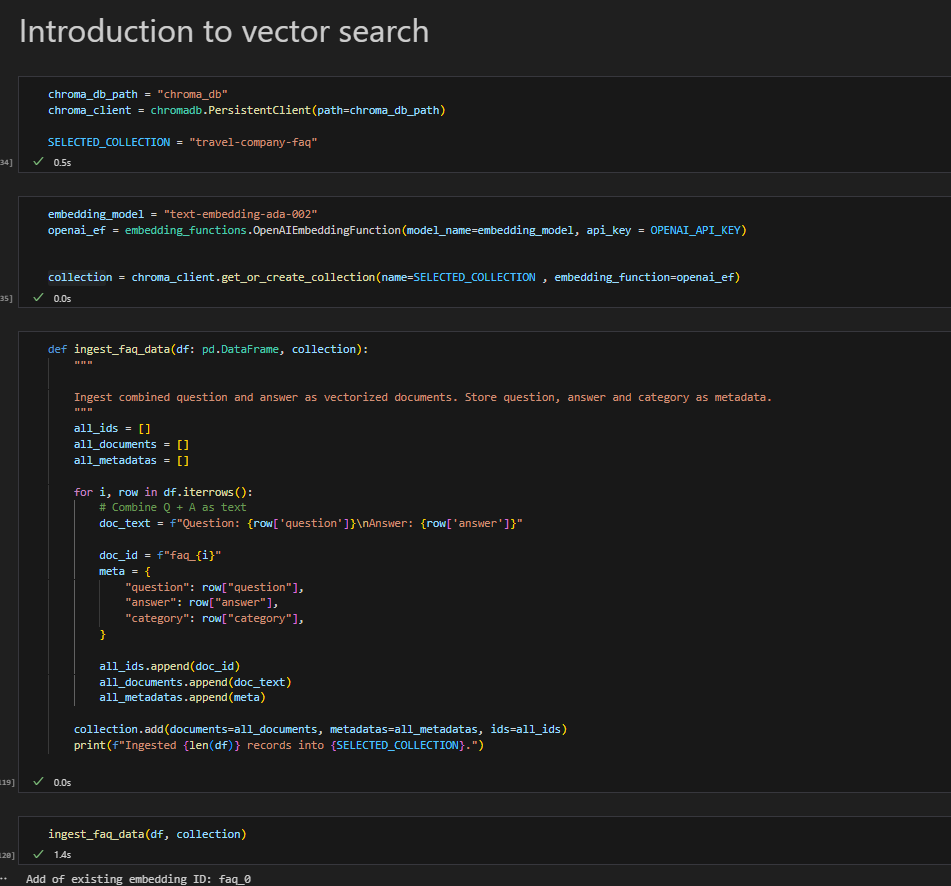 Introduction to vector search
chroma_db_path = "chroma_db"
chroma_client = chromadb.PersistentClient(path=chroma_db_path)
SELECTED_COLLECTION = "travel-company-faq"
34]
0.5s
embedding_model = "text-embedding-ada-002"
openai_ef = embedding_functions.OpenAIEmbeddingFunction(model_name=embedding_model, api_key = OPENAI_API_KEY)
collection = chroma_client.get_or_create_collection(name=SELECTED_COLLECTION , embedding_function=openai_ef)
35]
0.0s
def ingest_faq_data(df: pd.DataFrame, collection):
"""
Ingest combined question and answer as vectorized documents. Store question, answer and category as metadata.
"""
all_ids = []
all_documents = []
all_metadatas = []
for i, row in df.iterrows():
# Combine Q + A as text
doc_text = f"Question: {row['question']}\nAnswer: {row['answer']}"
doc_id = f"faq_{i}"
meta = {
"question": row["question"],
"answer": row["answer"],
"category": row["category"],
}
all_ids.append(doc_id)
all_documents.append(doc_text)
all_metadatas.append(meta)
collection.add(documents=all_documents, metadatas=all_metadatas, ids=all_ids)
print(f"Ingested {len(df)} records into {SELECTED_COLLECTION}.")
119]
0.0s
ingest_faq_data(df, collection)
120]
1.4s
Add of existing embedding ID: faq_0